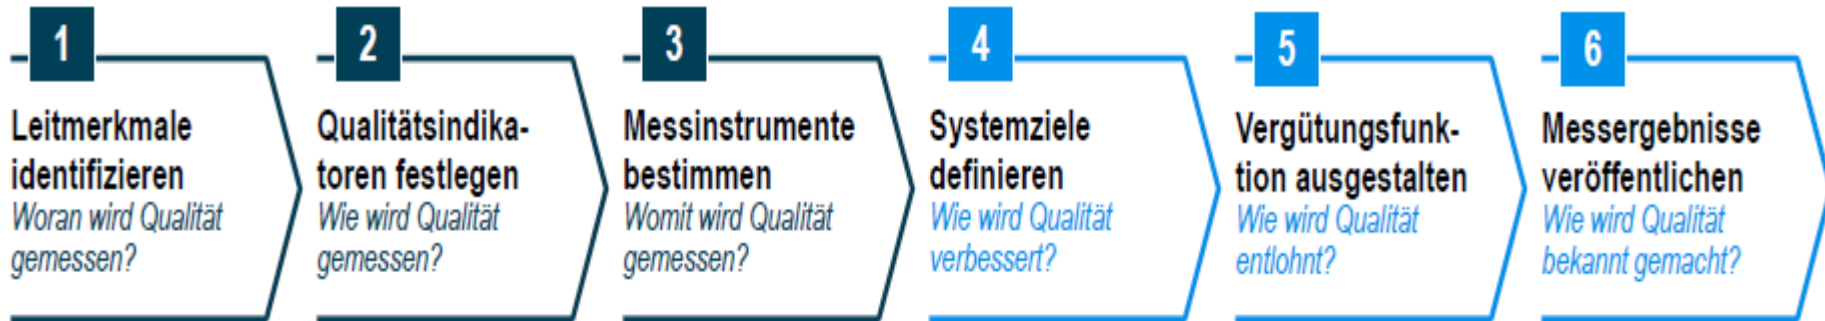 1
Leitmerkmale
identifizieren
Woran wird Qualität
gemessen?
2
Qualitätsindika-
toren festlegen
Wie wird Qualität
gemessen?
3
Messinstrumente
bestimmen
Womit wird Qualität
gemessen?
4
Systemziele
definieren
Wie wird Qualität
verbessert?
5
Vergütungsfunk-
tion ausgestalten
Wie wird Qualität
entlohnt?
6
Messergebnisse
veröffentlichen
Wie wird Qualität
bekannt gemacht?